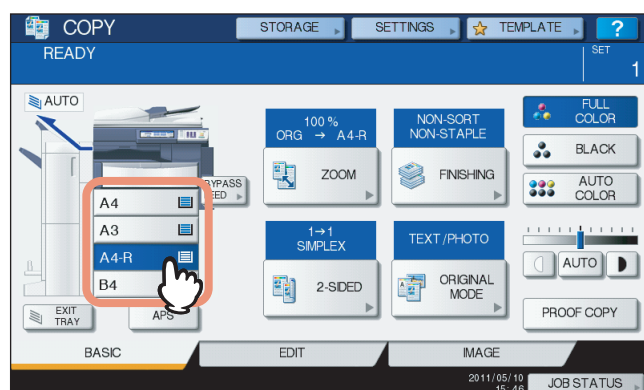 COPY
STORAGE
SETTINGS
TEMPLATE
?
READY
SET
1
AUTO
BYPASS
FEED
A4
A3
A4-R
B4
EXIT
TRAY
APS
100 %
ORG → A4-R
ZOOM
NON-SORT
NON-STAPLE
FINISHING
1→1
SIMPLEX
2-SIDED
TEXT/PHOTO
ORIGINAL
MODE
FULL
COLOR
BLACK
AUTO
COLOR
AUTO
PROOF COPY
BASIC
EDIT
IMAGE
2011/05/10
15:46
JOB STATUS